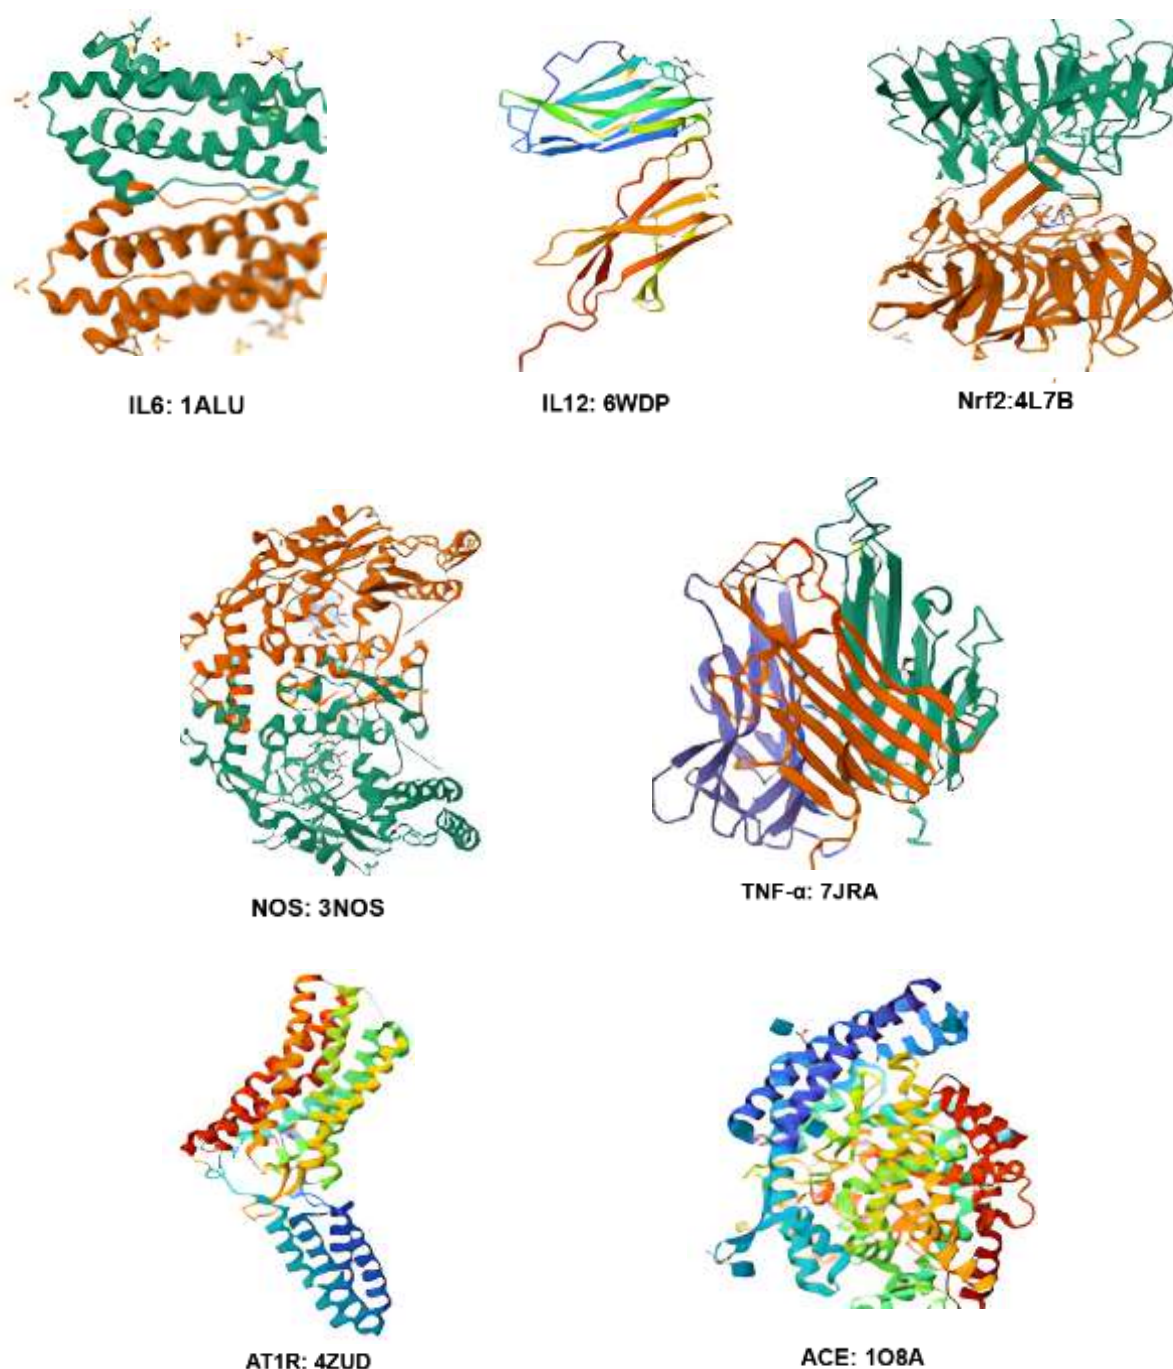 IL6: 1ALU
IL12: 6WDP
Nrf2:4L7B
NOS: 3NOS
TNF-α: 7JRA
AT1R: 4ZUD
ACE: 1O8A